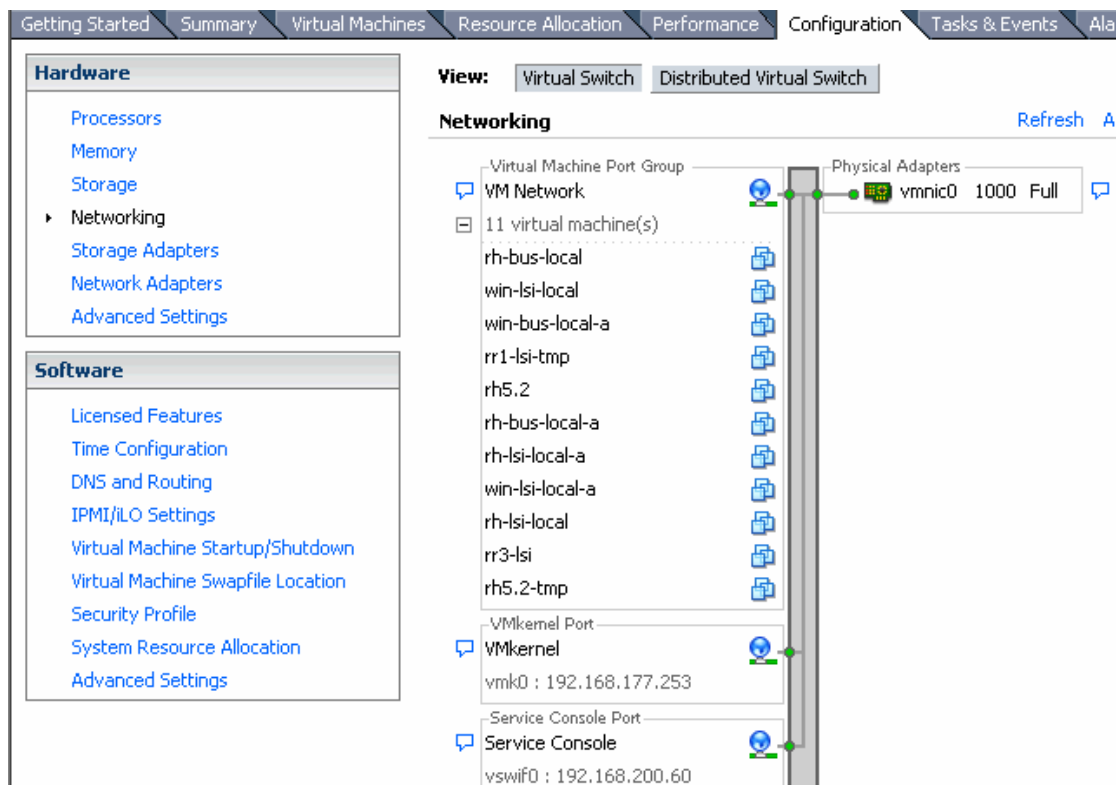 Getting Started Summary Virtual Machines Resource Allocation Performance Configuration Tasks & Events Ala
Hardware
Processors
Memory
Storage
Networking
Storage Adapters
Network Adapters
Advanced Settings
Software
Licensed Features
Time Configuration
DNS and Routing
IPMI/iLO Settings
Virtual Machine Startup/Shutdown
Virtual Machine Swapfile Location
Security Profile
System Resource Allocation
Advanced Settings
View: Virtual Switch Distributed Virtual Switch
Networking Refresh A
Virtual Machine Port Group
VM Network
11 virtual machine(s)
rh-bus-local
win-lsi-local
win-bus-local-a
rr1-lsi-tmp
rh5.2
rh-bus-local-a
rh-lsi-local-a
win-lsi-local-a
rh-lsi-local
rr3-lsi
rh5.2-tmp
VMkernel Port
VMkernel
vmk0 : 192.168.177.253
Service Console Port
Service Console
vswif0 : 192.168.200.60
Physical Adapters
vmnic0 1000 Full